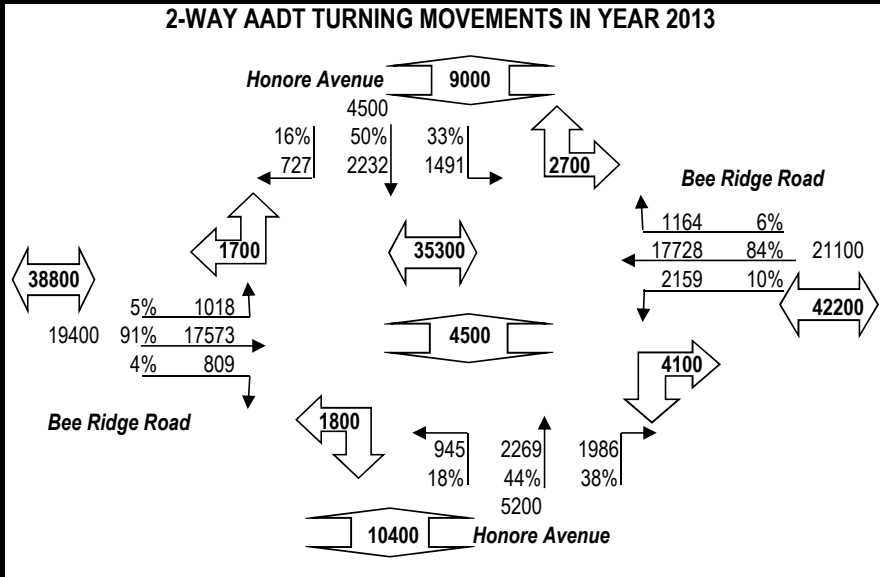 2-WAY AADT TURNING MOVEMENTS IN YEAR 2013
Honore Avenue 9000
4500
16% 50% 33%
727 2232 1491
2700
Bee Ridge Road
1164 6%
17728 84% 21100
2159 10%
1700
35300
38800
42200
5% 1018
19400 91% 17573
4% 809
4500
4100
Bee Ridge Road
1800
945 2269 1986
18% 44% 38%
5200
10400 Honore Avenue